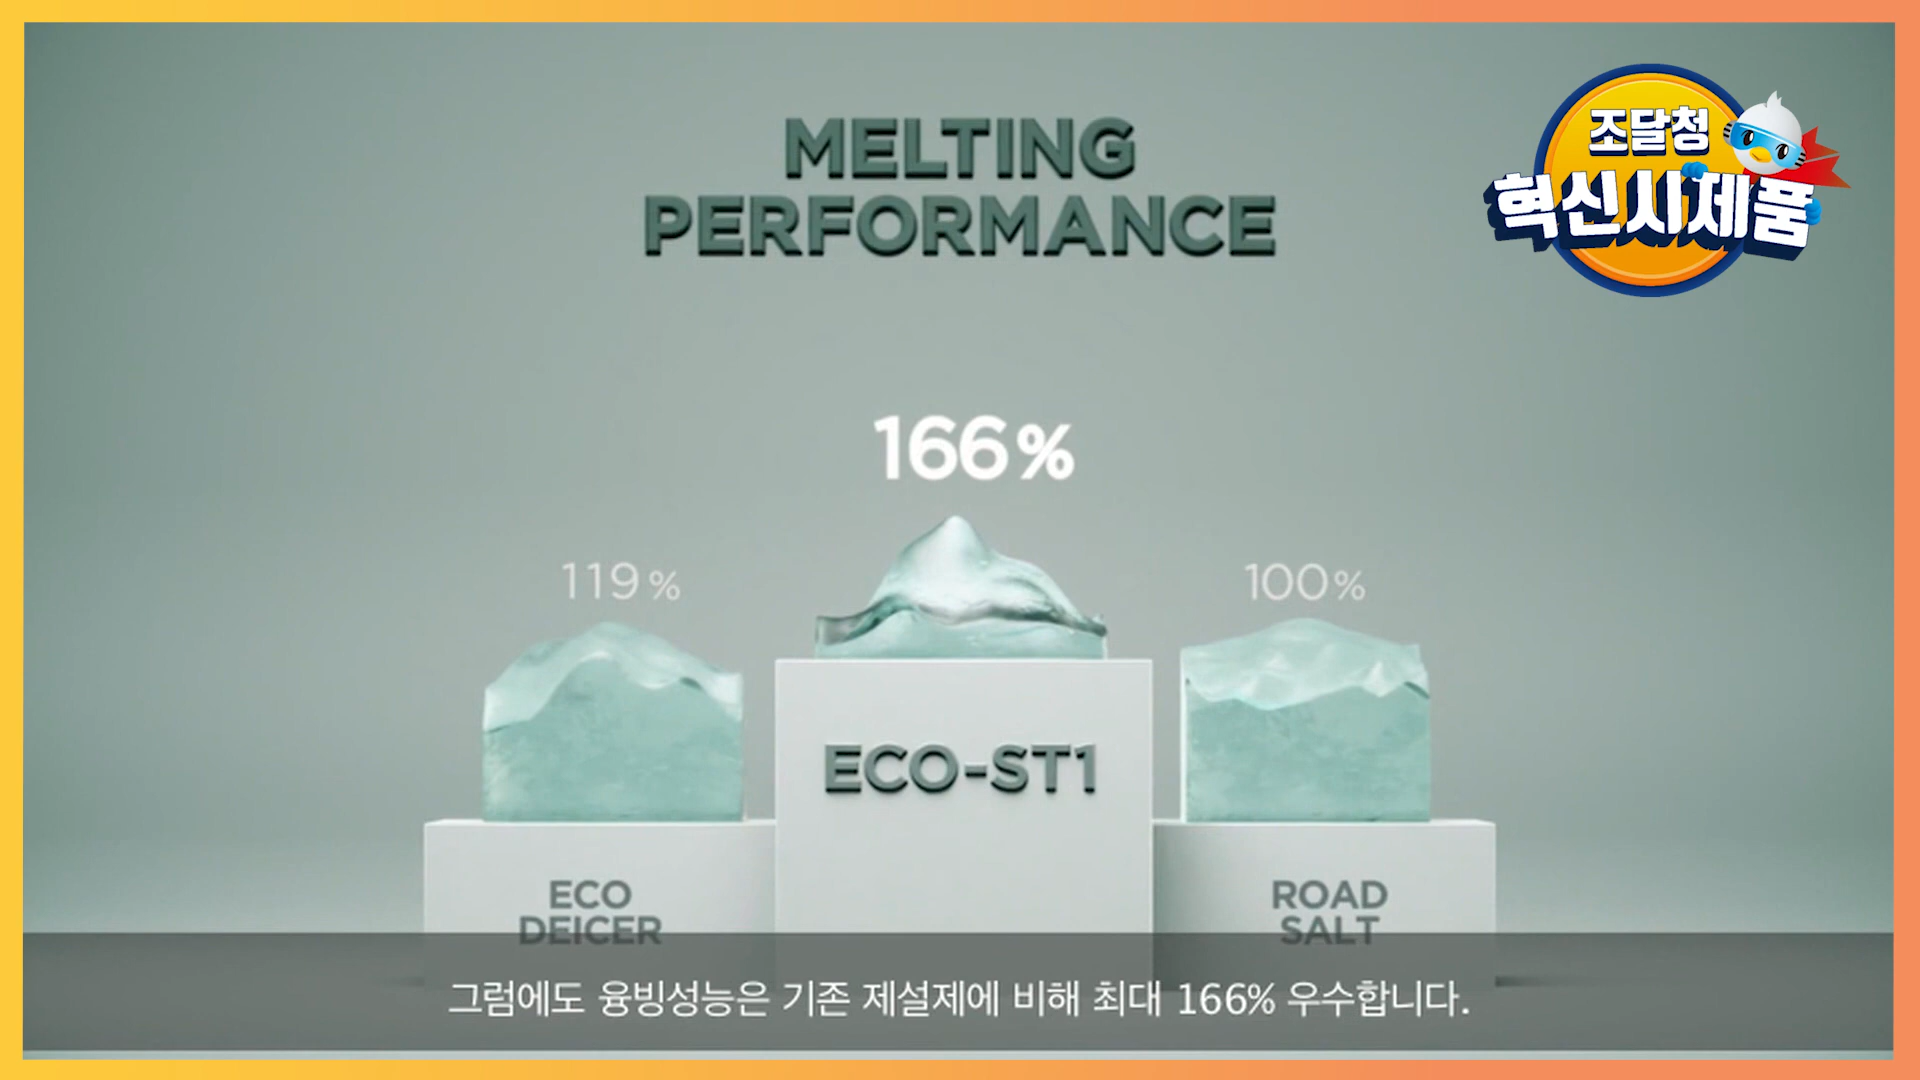 MELTING
PERFORMANCE
조달청
혁신시제품
166%
119%
100%
ECO-ST1
ECO
DEICER
ROAD
SALT
그럼에도 융빙성능은 기존 제설제에 비해 최대 166% 우수합니다.